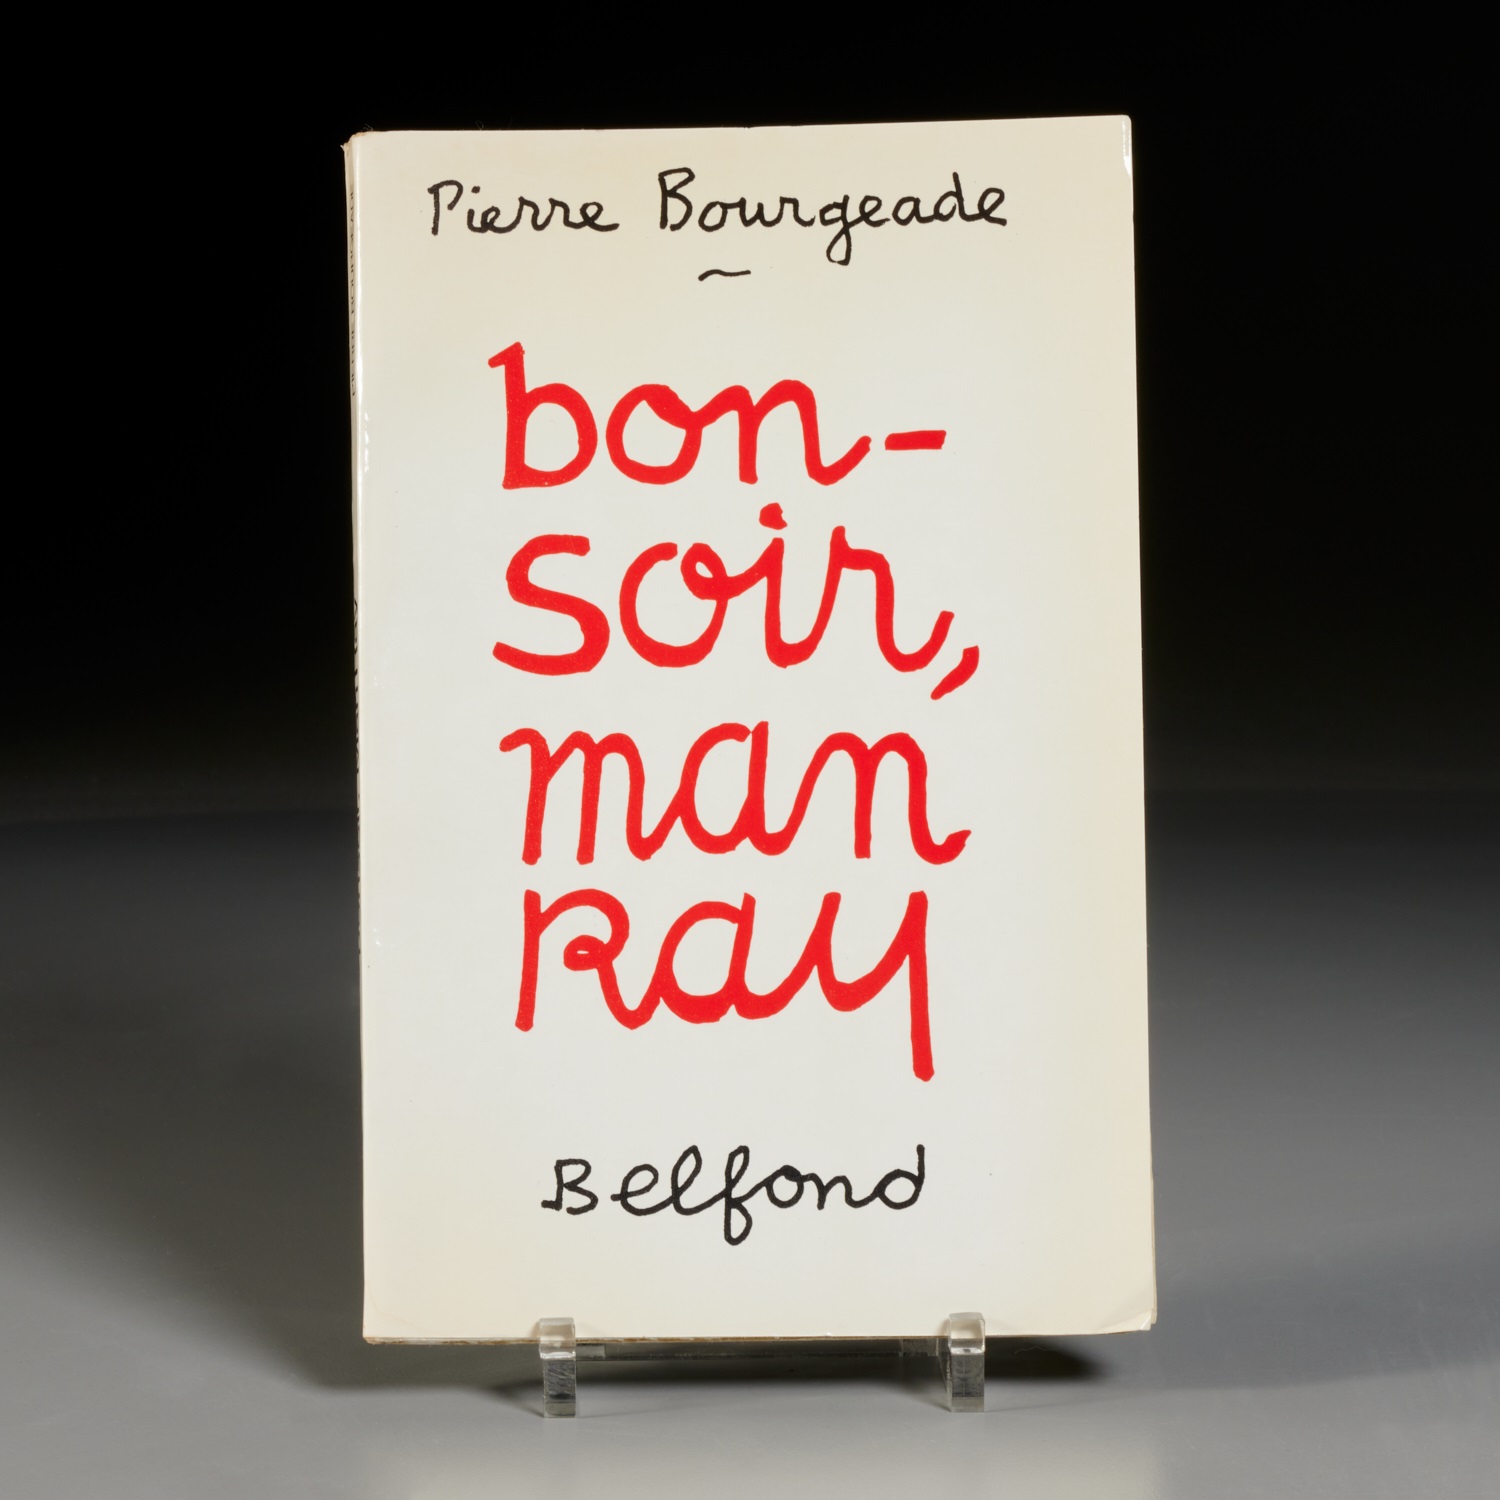 Pierre Bourgeade
~
bon-
soir,
man
Ray
Belfond